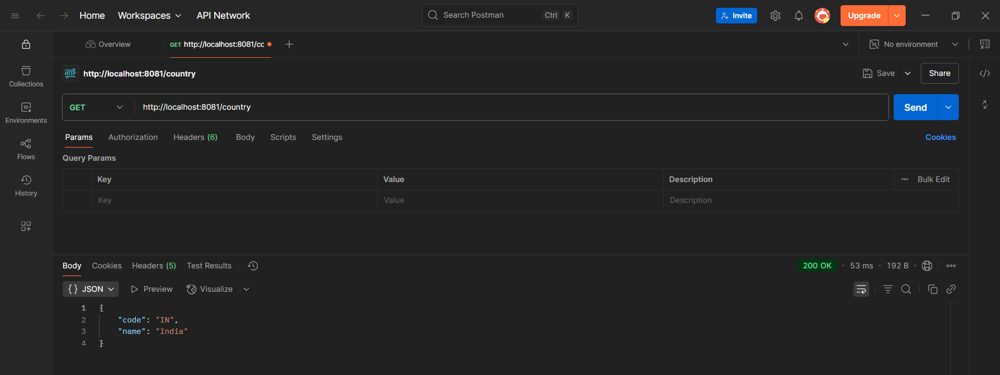 Home Workspaces API Network Search Postman Ctrl K Invite Upgrade
Overview GET http://localhost:8081/cc No environment
Collections
Environments
Flows
History
http://localhost:8081/country Save Share
GET http://localhost:8081/country Send
Params Authorization Headers (6) Body Scripts Settings Cookies
Query Params
Key Value Description Bulk Edit
Key Value Description
Body Cookies Headers (5) Test Results 200 OK 53 ms 192 B
{} JSON Preview Visualize
1 {
2 "code": "IN",
3 "name": "India"
4 }